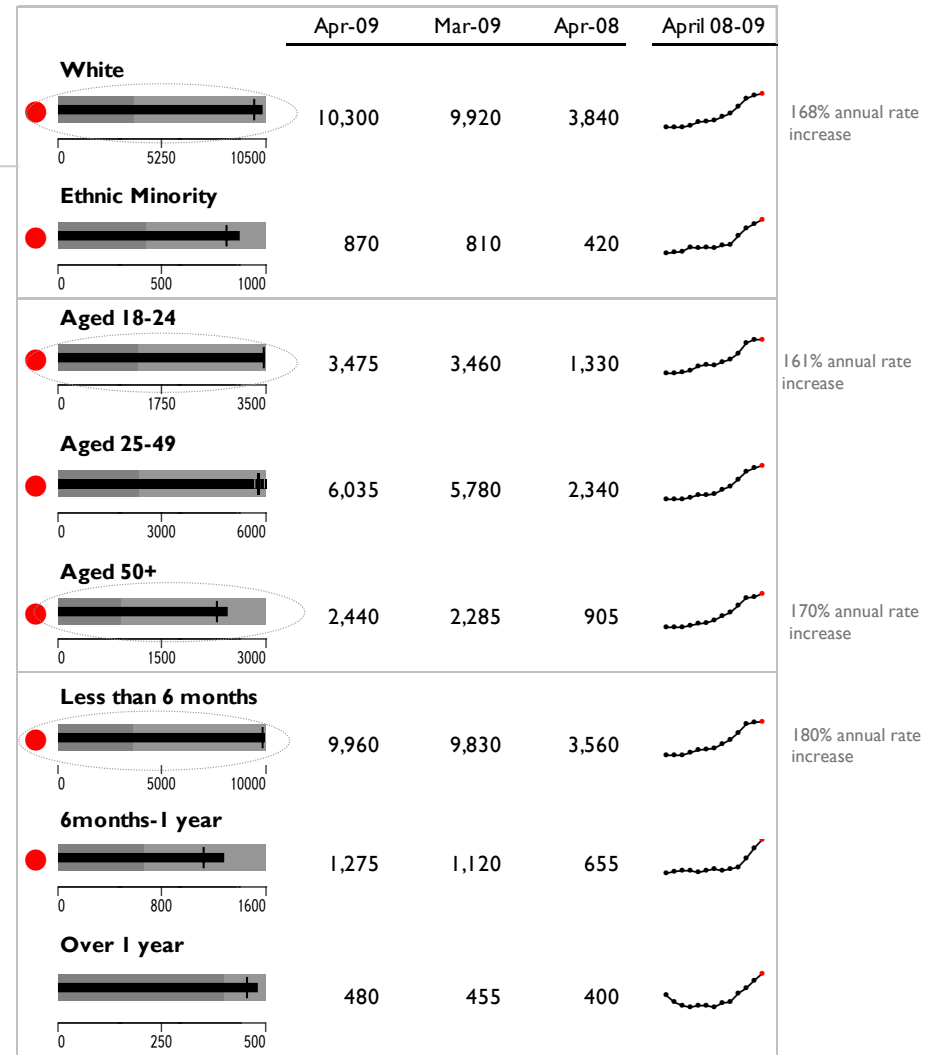 Apr-09 Mar-09 Apr-08 April 08-09
White
10,300 9,920 3,840
168% annual rate
increase
0 5250 10500
Ethnic Minority
870 810 420
0 500 1000
Aged 18-24
3,475 3,460 1,330
161% annual rate
increase
0 1750 3500
Aged 25-49
6,035 5,780 2,340
0 3000 6000
Aged 50+
2,440 2,285 905
170% annual rate
increase
0 1500 3000
Less than 6 months
9,960 9,830 3,560
180% annual rate
increase
0 5000 10000
6months-1 year
1,275 1,120 655
0 800 1600
Over 1 year
480 455 400
0 250 500